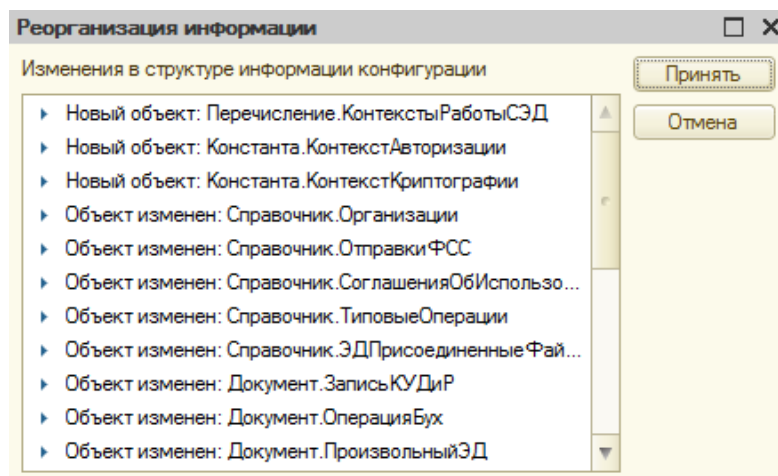 Реорганизация информации
Изменения в структуре информации конфигурации
Принять
Отмена
Новый объект: Перечисление.КонтекстыРаботыСЭД
Новый объект: Константа.КонтекстАвторизации
Новый объект: Константа.КонтекстКриптографии
Объект изменен: Справочник.Организации
Объект изменен: Справочник.ОтправкиФСС
Объект изменен: Справочник.СоглашенияОбИспользо...
Объект изменен: Справочник.ТиповыеОперации
Объект изменен: Справочник.ЭДПрисоединенныеФай...
Объект изменен: Документ.ЗаписьКУДиР
Объект изменен: Документ.ОперацияБух
Объект изменен: Документ.ПроизвольныйЭД